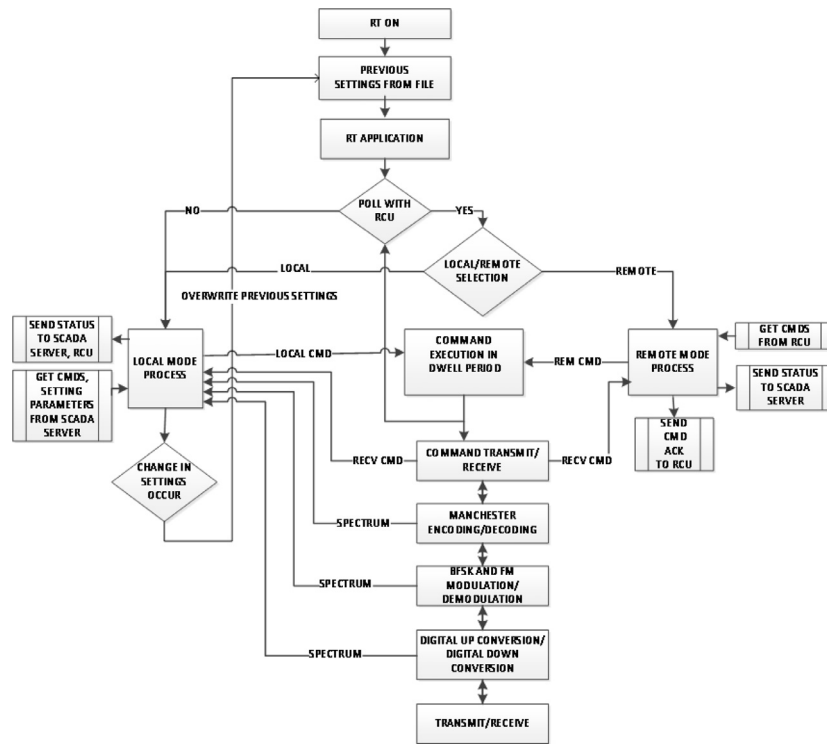 RT ON
PREVIOUS
SETTINGS FROM FILE
RT APPLICATION
POLL WITH
RCU
NO
YES
LOCAL/REMOTE
SELECTION
LOCAL
REMOTE
OVERWRITE PREVIOUS SETTINGS
SEND STATUS
TO SCADA
SERVER, RCU
LOCAL MODE
PROCESS
LOCAL CMD
COMMAND
EXECUTION IN
DWELL PERIOD
REM CMD
REMOTE MODE
PROCESS
GET CMDS
FROM RCU
SEND STATUS
TO SCADA
SERVER
GET CMDS,
SETTING
PARAMETERS
FROM SCADA
SERVER
SEND
CMD
ACK
TO RCU
CHANGE IN
SETTINGS
OCCUR
RECV CMD
COMMAND TRANSMIT/
RECEIVE
RECV CMD
SPECTRUM
MANCHESTER
ENCODING/DECODING
SPECTRUM
BFSK AND FM
MODULATION/
DEMODULATION
SPECTRUM
DIGITAL UP CONVERSION/
DIGITAL DOWN
CONVERSION
TRANSMIT/RECEIVE